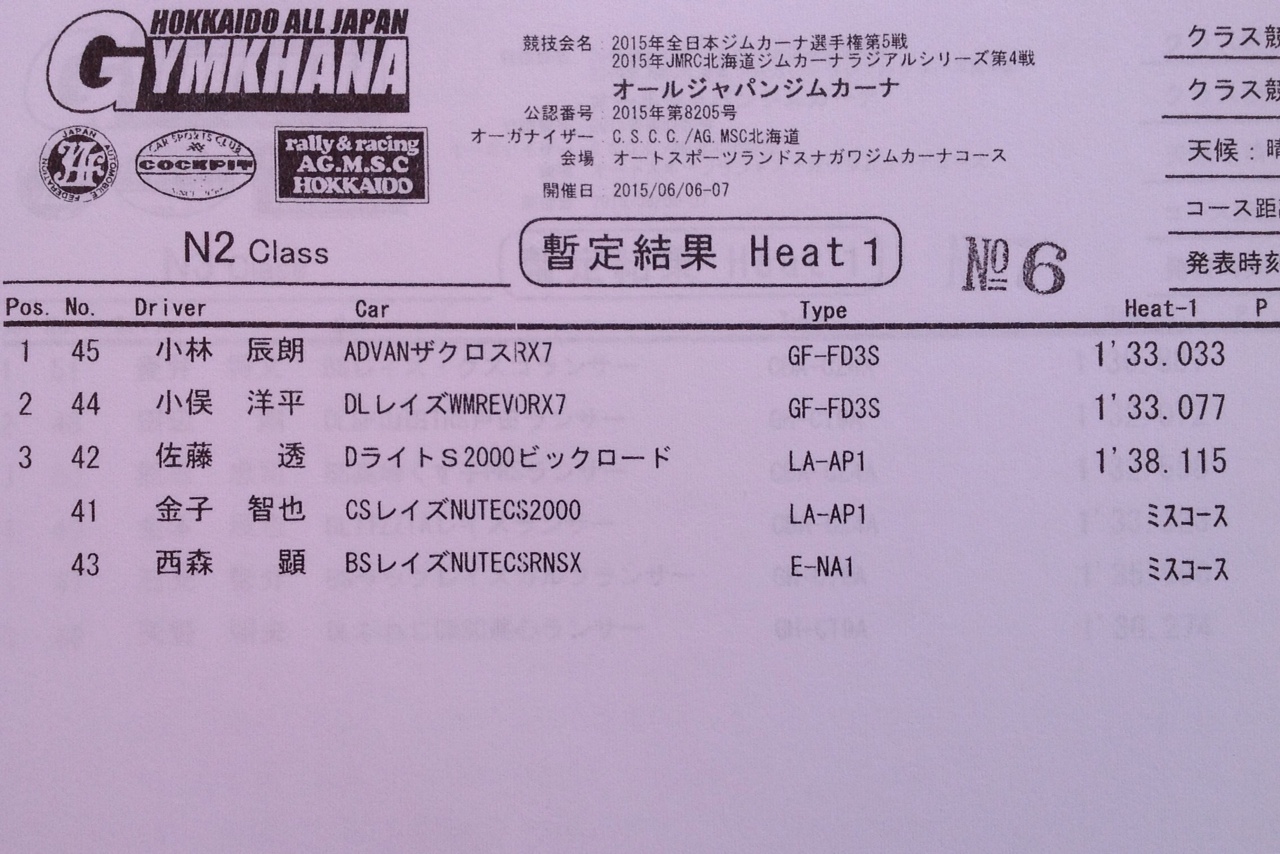 HOKKAIDO ALL JAPAN
GYMKHANA
JAPAN AUTOMOBILE FEDERATION
JAF
CAR SPORTS CLUB
COCKPIT
rally & racing
AG.M.S.C
HOKKAIDO
競技会名：2015年全日本ジムカーナ選手権第5戦
2015年JMRC北海道ジムカーナラジアルシリーズ第4戦
オールジャパンジムカーナ
公認番号：2015年第8205号
オーガナイザー：C.S.C.C./AG.MSC北海道
会場：オートスポーツランドスナガワジムカーナコース
開催日：2015/06/06-07
クラス競
クラス競
天候：晴
コース距
発表時刻
N2 Class
暫定結果 Heat1
№6
Pos. No. Driver Car Type Heat-1 P
1 45 小林 辰朗 ADVANザクロスRX7 GF-FD3S 1'33.033
2 44 小俣 洋平 DLレイズWMREVORX7 GF-FD3S 1'33.077
3 42 佐藤 透 DライトS2000ビックロード LA-AP1 1'38.115
41 金子 智也 CSレイズNUTECS2000 LA-AP1 ﾐｽｺｰｽ
43 西森 顕 BSレイズNUTECSRNSX E-NA1 ﾐｽｺｰｽ